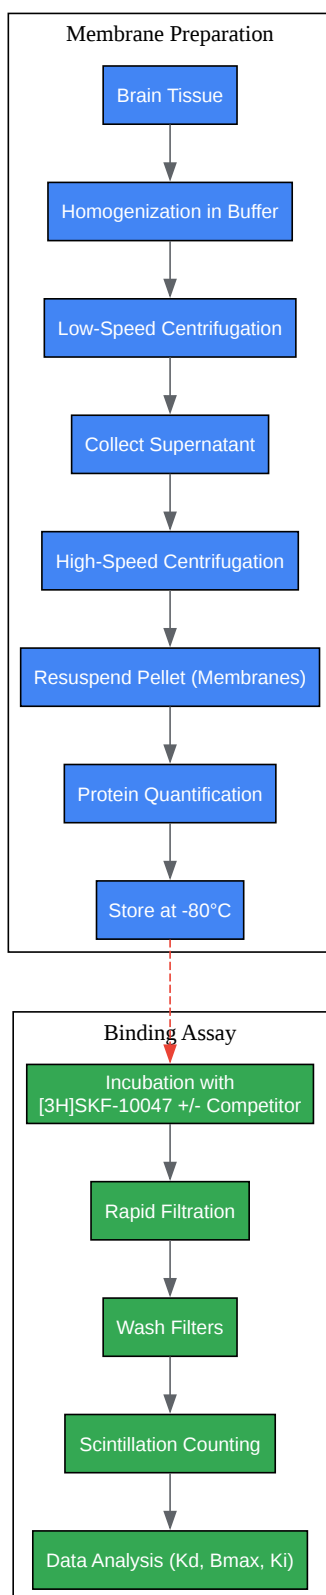 Membrane Preparation
Brain Tissue
Homogenization in Buffer
Low-Speed Centrifugation
Collect Supernatant
High-Speed Centrifugation
Resuspend Pellet (Membranes)
Protein Quantification
Store at -80°C
Binding Assay
Incubation with
[3H]SKF-10047 +/- Competitor
Rapid Filtration
Wash Filters
Scintillation Counting
Data Analysis (Kd, Bmax, Ki)